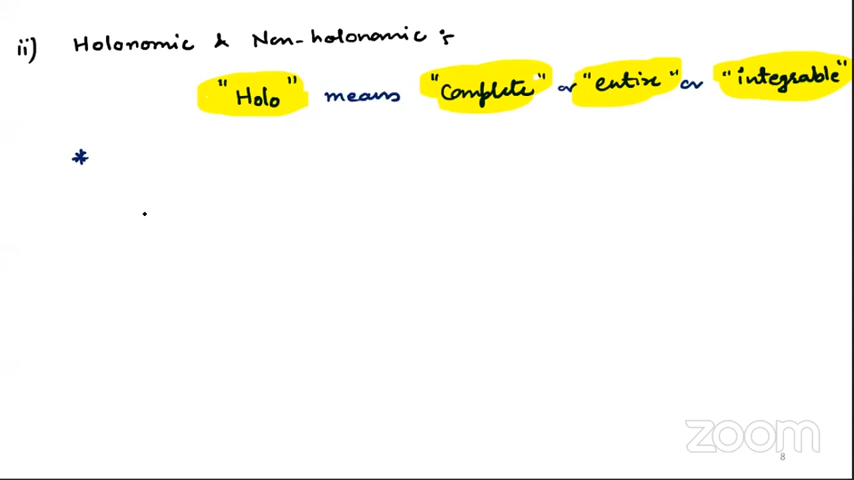 ii) Holonomic & Non-holonomic :-
"Holo" means "Complete" or "entire" or "integrable"
*
zoom
8